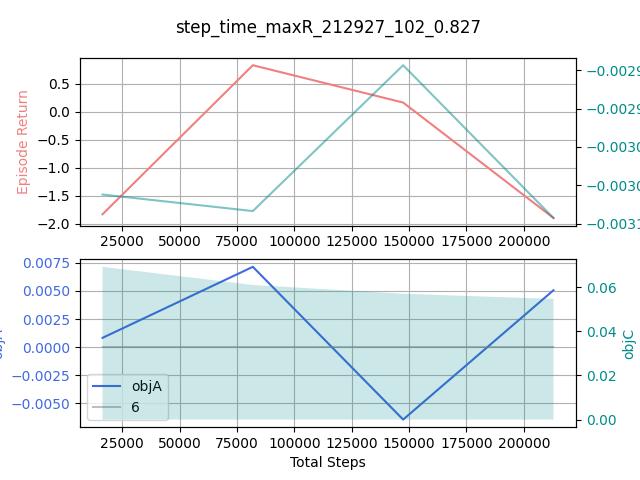 step_time_maxR_212927_102_0.827
Episode Return
0.5
0.0
−0.5
−1.0
−1.5
−2.0
−0.0029
−0.0029
−0.0030
−0.0030
−0.0031
25000 50000 75000 100000 125000 150000 175000 200000
objA
0.0075
0.0050
0.0025
0.0000
−0.0025
−0.0050
objA
6
0.06
0.04
0.02
0.00
objC
25000 50000 75000 100000 125000 150000 175000 200000
Total Steps